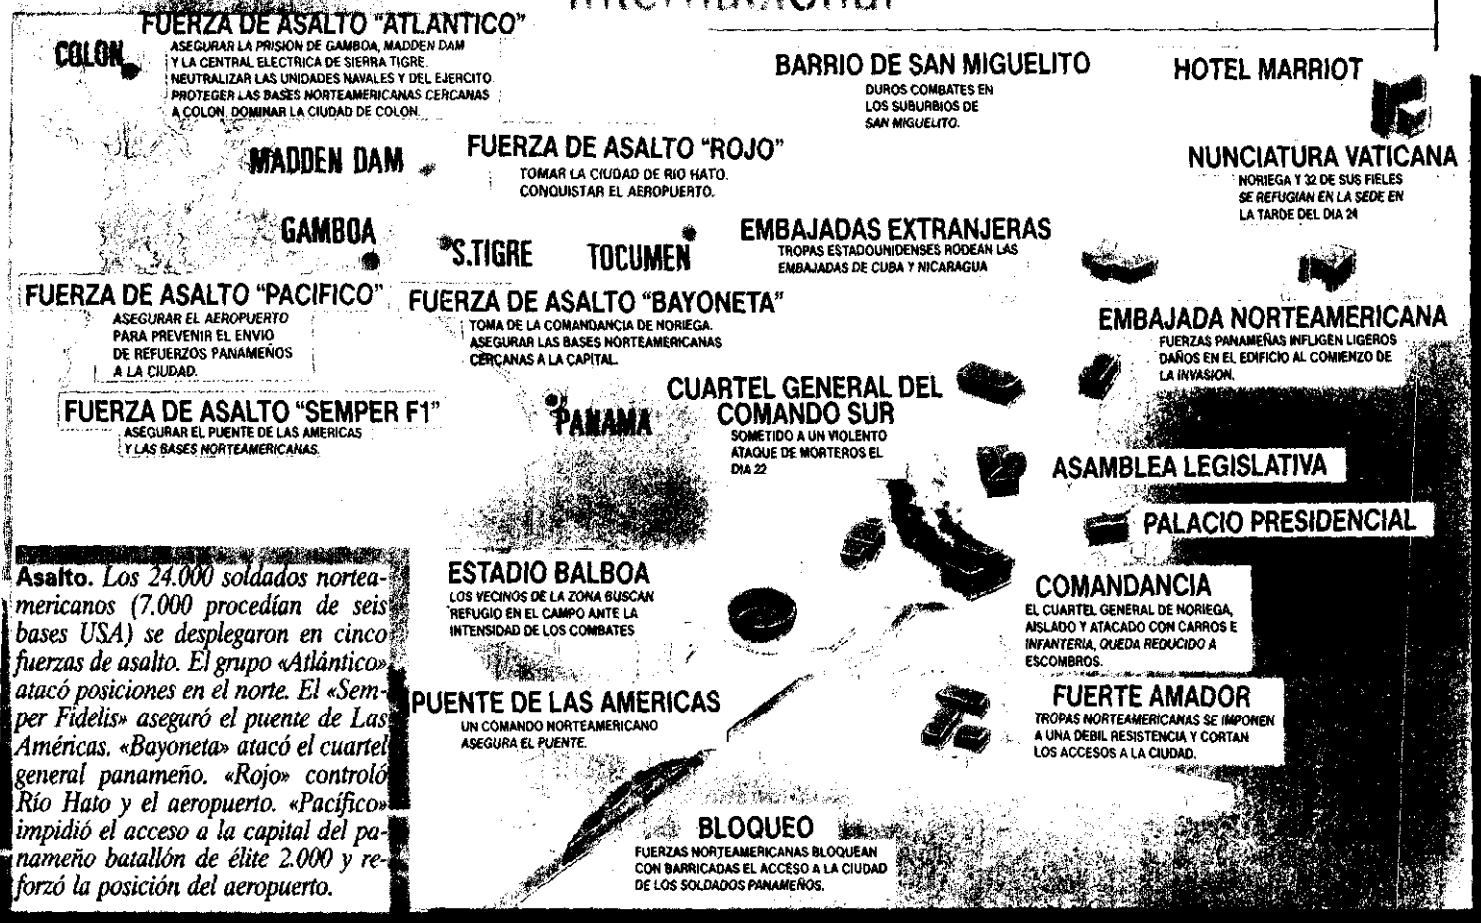 internacional
FUERZA DE ASALTO “ATLANTICO”
ASEGURAR LA PRISION DE GAMBOA, MADDEN DAM
Y LA CENTRAL ELECTRICA DE SIERRA TIGRE.
NEUTRALIZAR LAS UNIDADES NAVALES Y DEL EJERCITO.
PROTEGER LAS BASES NORTEAMERICANAS CERCANAS
A COLON. DOMINAR LA CIUDAD DE COLON.
COLON
MADDEN DAM
GAMBOA
FUERZA DE ASALTO “ROJO”
TOMAR LA CIUDAD DE RIO HATO.
CONQUISTAR EL AEROPUERTO.
S.TIGRE
TOCUMEN
FUERZA DE ASALTO “PACIFICO”
ASEGURAR EL AEROPUERTO
PARA PREVENIR EL ENVIO
DE REFUERZOS PANAMEÑOS
A LA CIUDAD.
FUERZA DE ASALTO “BAYONETA”
TOMA DE LA COMANDANCIA DE NORIEGA.
ASEGURAR LAS BASES NORTEAMERICANAS
CERCANAS A LA CAPITAL.
FUERZA DE ASALTO “SEMPER F1”
ASEGURAR EL PUENTE DE LAS AMERICAS
Y LAS BASES NORTEAMERICANAS.
PANAMA
BARRIO DE SAN MIGUELITO
DUROS COMBATES EN
LOS SUBURBIOS DE
SAN MIGUELITO.
HOTEL MARRIOT
NUNCIATURA VATICANA
NORIEGA Y 32 DE SUS FIELES
SE REFUGIAN EN LA SEDE EN
LA TARDE DEL DIA 24
EMBAJADAS EXTRANJERAS
TROPAS ESTADOUNIDENSES RODEAN LAS
EMBAJADAS DE CUBA Y NICARAGUA
EMBAJADA NORTEAMERICANA
FUERZAS PANAMEÑAS INFLIGEN LIGEROS
DAÑOS EN EL EDIFICIO AL COMIENZO DE
LA INVASION.
CUARTEL GENERAL DEL
COMANDO SUR
SOMETIDO A UN VIOLENTO
ATAQUE DE MORTEROS EL
DIA 22
ASAMBLEA LEGISLATIVA
PALACIO PRESIDENCIAL
ESTADIO BALBOA
LOS VECINOS DE LA ZONA BUSCAN
REFUGIO EN EL CAMPO ANTE LA
INTENSIDAD DE LOS COMBATES
COMANDANCIA
EL CUARTEL GENERAL DE NORIEGA,
AISLADO Y ATACADO CON CARROS E
INFANTERIA, QUEDA REDUCIDO A
ESCOMBROS.
PUENTE DE LAS AMERICAS
UN COMANDO NORTEAMERICANO
ASEGURA EL PUENTE.
FUERTE AMADOR
TROPAS NORTEAMERICANAS SE IMPONEN
A UNA DEBIL RESISTENCIA Y CORTAN
LOS ACCESOS A LA CIUDAD.
BLOQUEO
FUERZAS NORTEAMERICANAS BLOQUEAN
CON BARRICADAS EL ACCESO A LA CIUDAD
DE LOS SOLDADOS PANAMEÑOS.
Asalto. Los 24.000 soldados nortea-
mericanos (7.000 procedían de seis
bases USA) se desplegaron en cinco
fuerzas de asalto. El grupo «Atlántico»
atacó posiciones en el norte. El «Sem-
per Fidelis» aseguró el puente de Las
Américas. «Bayoneta» atacó el cuartel
general panameño. «Rojo» controló
Río Hato y el aeropuerto. «Pacífico»
impidió el acceso a la capital del pa-
nameño batallón de élite 2.000 y re-
forzó la posición del aeropuerto.